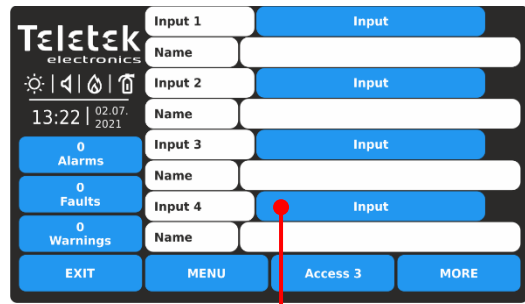 Teletek
electronics
13:22 02.07.
2021
0
Alarms
0
Faults
0
Warnings
Input 1 Input
Name
Input 2 Input
Name
Input 3 Input
Name
Input 4 Input
Name
EXIT MENU Access 3 MORE